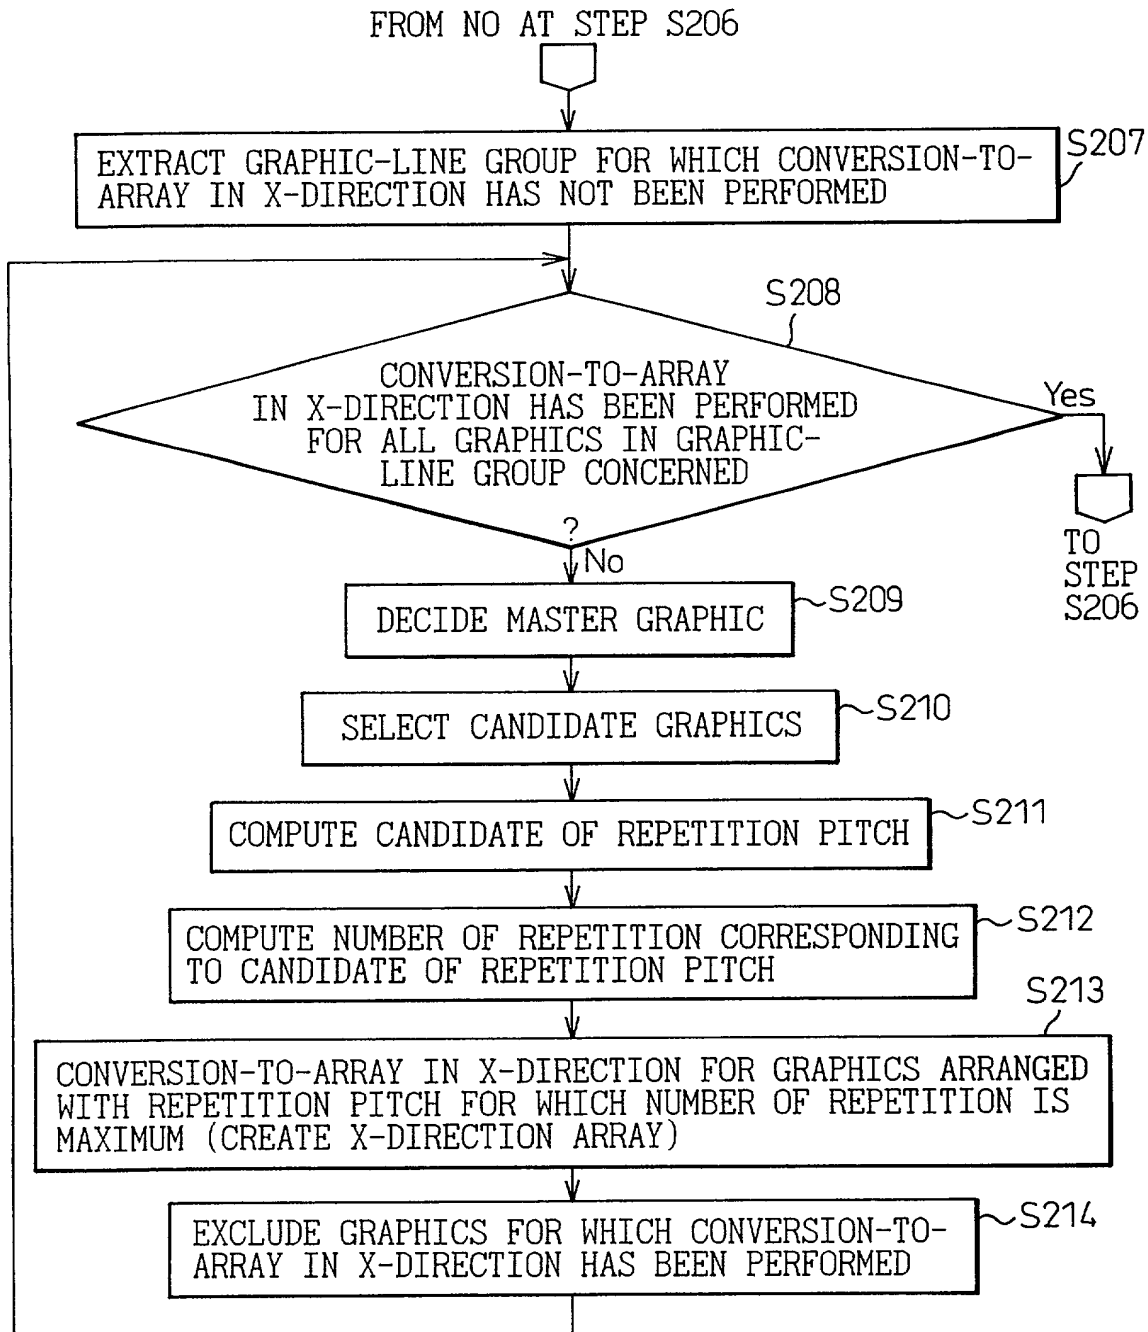 FROM NO AT STEP S206
EXTRACT GRAPHIC-LINE GROUP FOR WHICH CONVERSION-TO-
ARRAY IN X-DIRECTION HAS NOT BEEN PERFORMED
S207
S208
CONVERSION-TO-ARRAY
IN X-DIRECTION HAS BEEN PERFORMED
FOR ALL GRAPHICS IN GRAPHIC-
LINE GROUP CONCERNED
?
Yes
TO
STEP
S206
No
DECIDE MASTER GRAPHIC
S209
SELECT CANDIDATE GRAPHICS
S210
COMPUTE CANDIDATE OF REPETITION PITCH
S211
COMPUTE NUMBER OF REPETITION CORRESPONDING
TO CANDIDATE OF REPETITION PITCH
S212
S213
CONVERSION-TO-ARRAY IN X-DIRECTION FOR GRAPHICS ARRANGED
WITH REPETITION PITCH FOR WHICH NUMBER OF REPETITION IS
MAXIMUM (CREATE X-DIRECTION ARRAY)
EXCLUDE GRAPHICS FOR WHICH CONVERSION-TO-
ARRAY IN X-DIRECTION HAS BEEN PERFORMED
S214